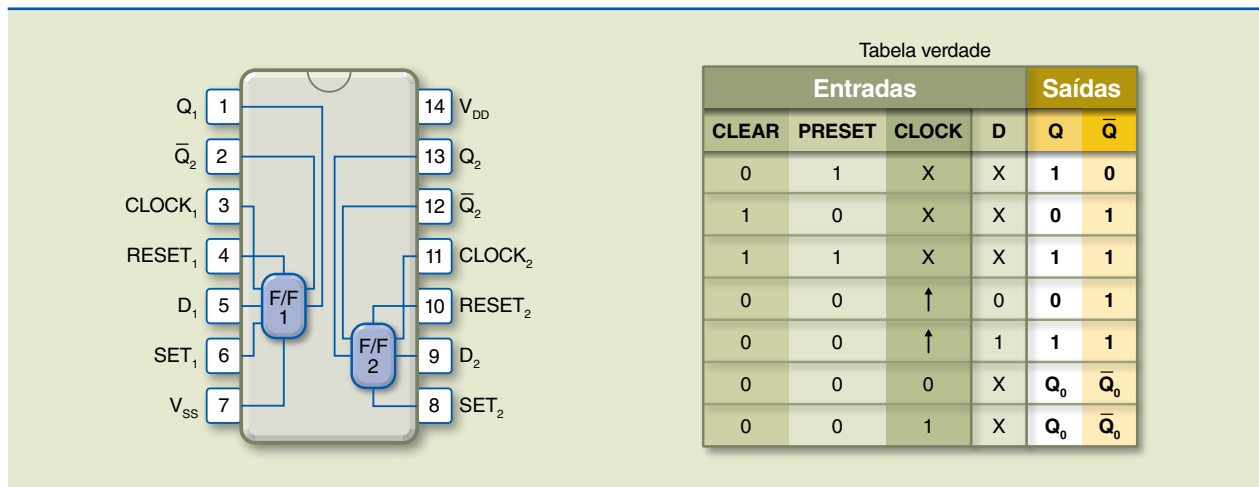 Q₁ 1
Q̅₂ 2
CLOCK₁ 3
RESET₁ 4
D₁ 5
SET₁ 6
V_SS 7
14 V_DD
13 Q₂
12 Q̅₂
11 CLOCK₂
10 RESET₂
9 D₂
8 SET₂
F/F
1
F/F
2
Tabela verdade
Entradas Saídas
CLEAR PRESET CLOCK D Q Q̅
0 1 X X 1 0
1 0 X X 0 1
1 1 X X 1 1
0 0 ↑ 0 0 1
0 0 ↑ 1 1 1
0 0 0 X Q₀ Q̅₀
0 0 1 X Q₀ Q̅₀